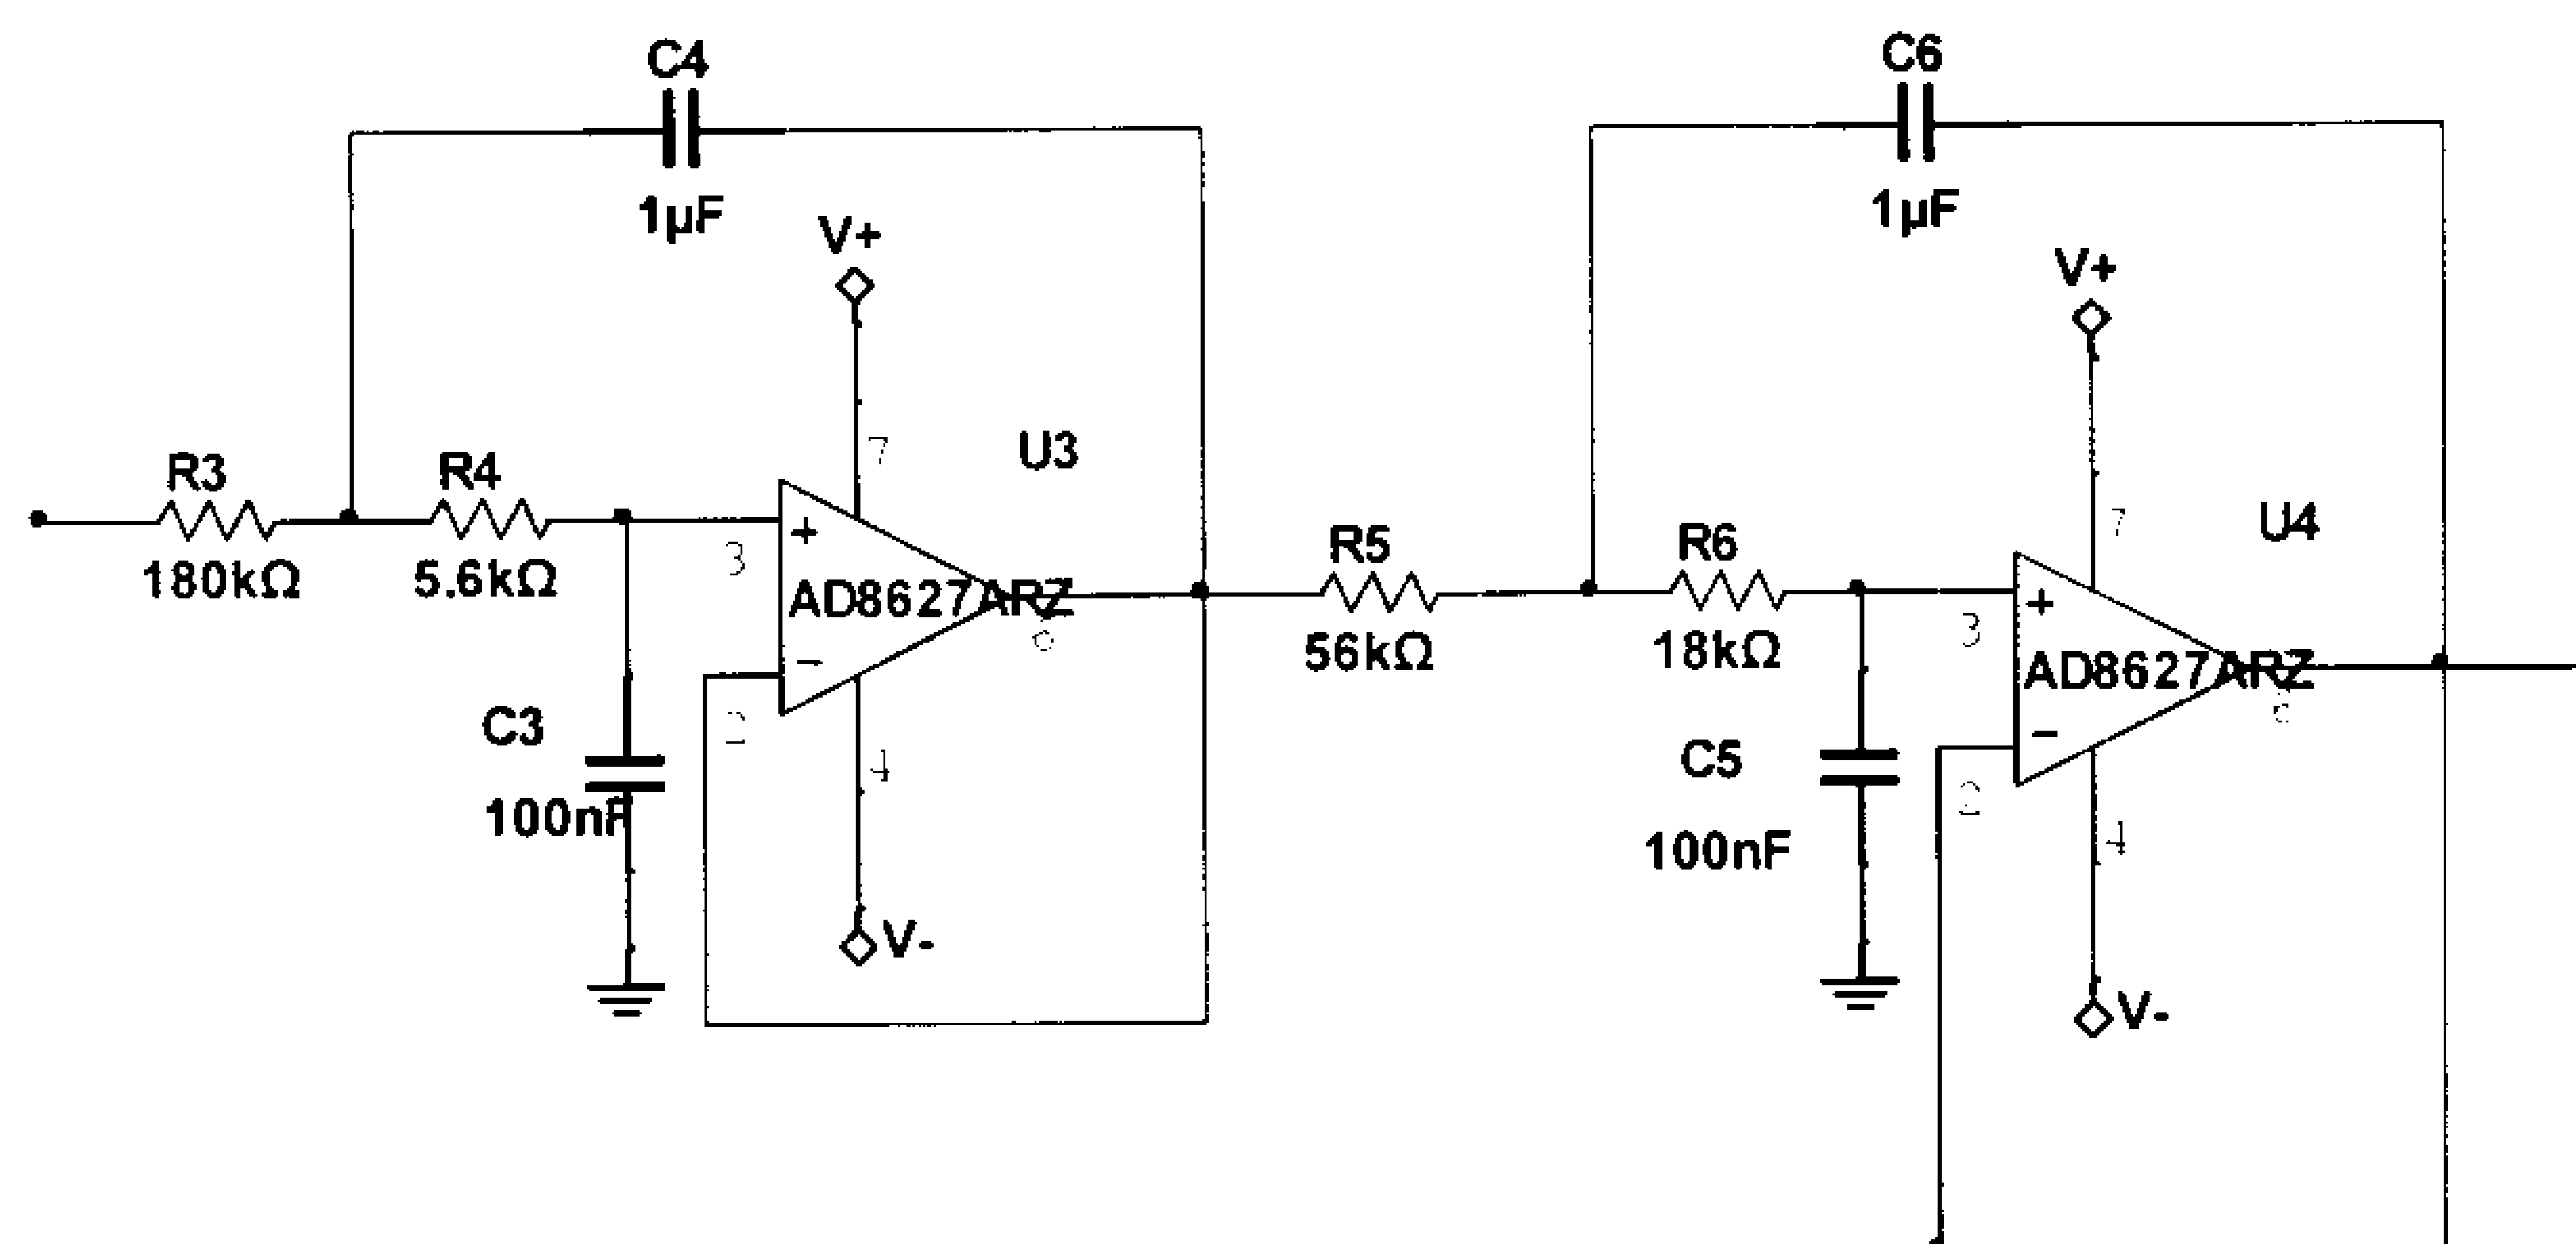 C4
1µF
V+
7
U3
R3
180kΩ
R4
5.6kΩ
+
3
AD8627ARZ
-
2
4
C3
100nF
V-
C6
1µF
V+
7
U4
R5
56kΩ
R6
18kΩ
+
3
AD8627ARZ
-
2
4
C5
100nF
V-